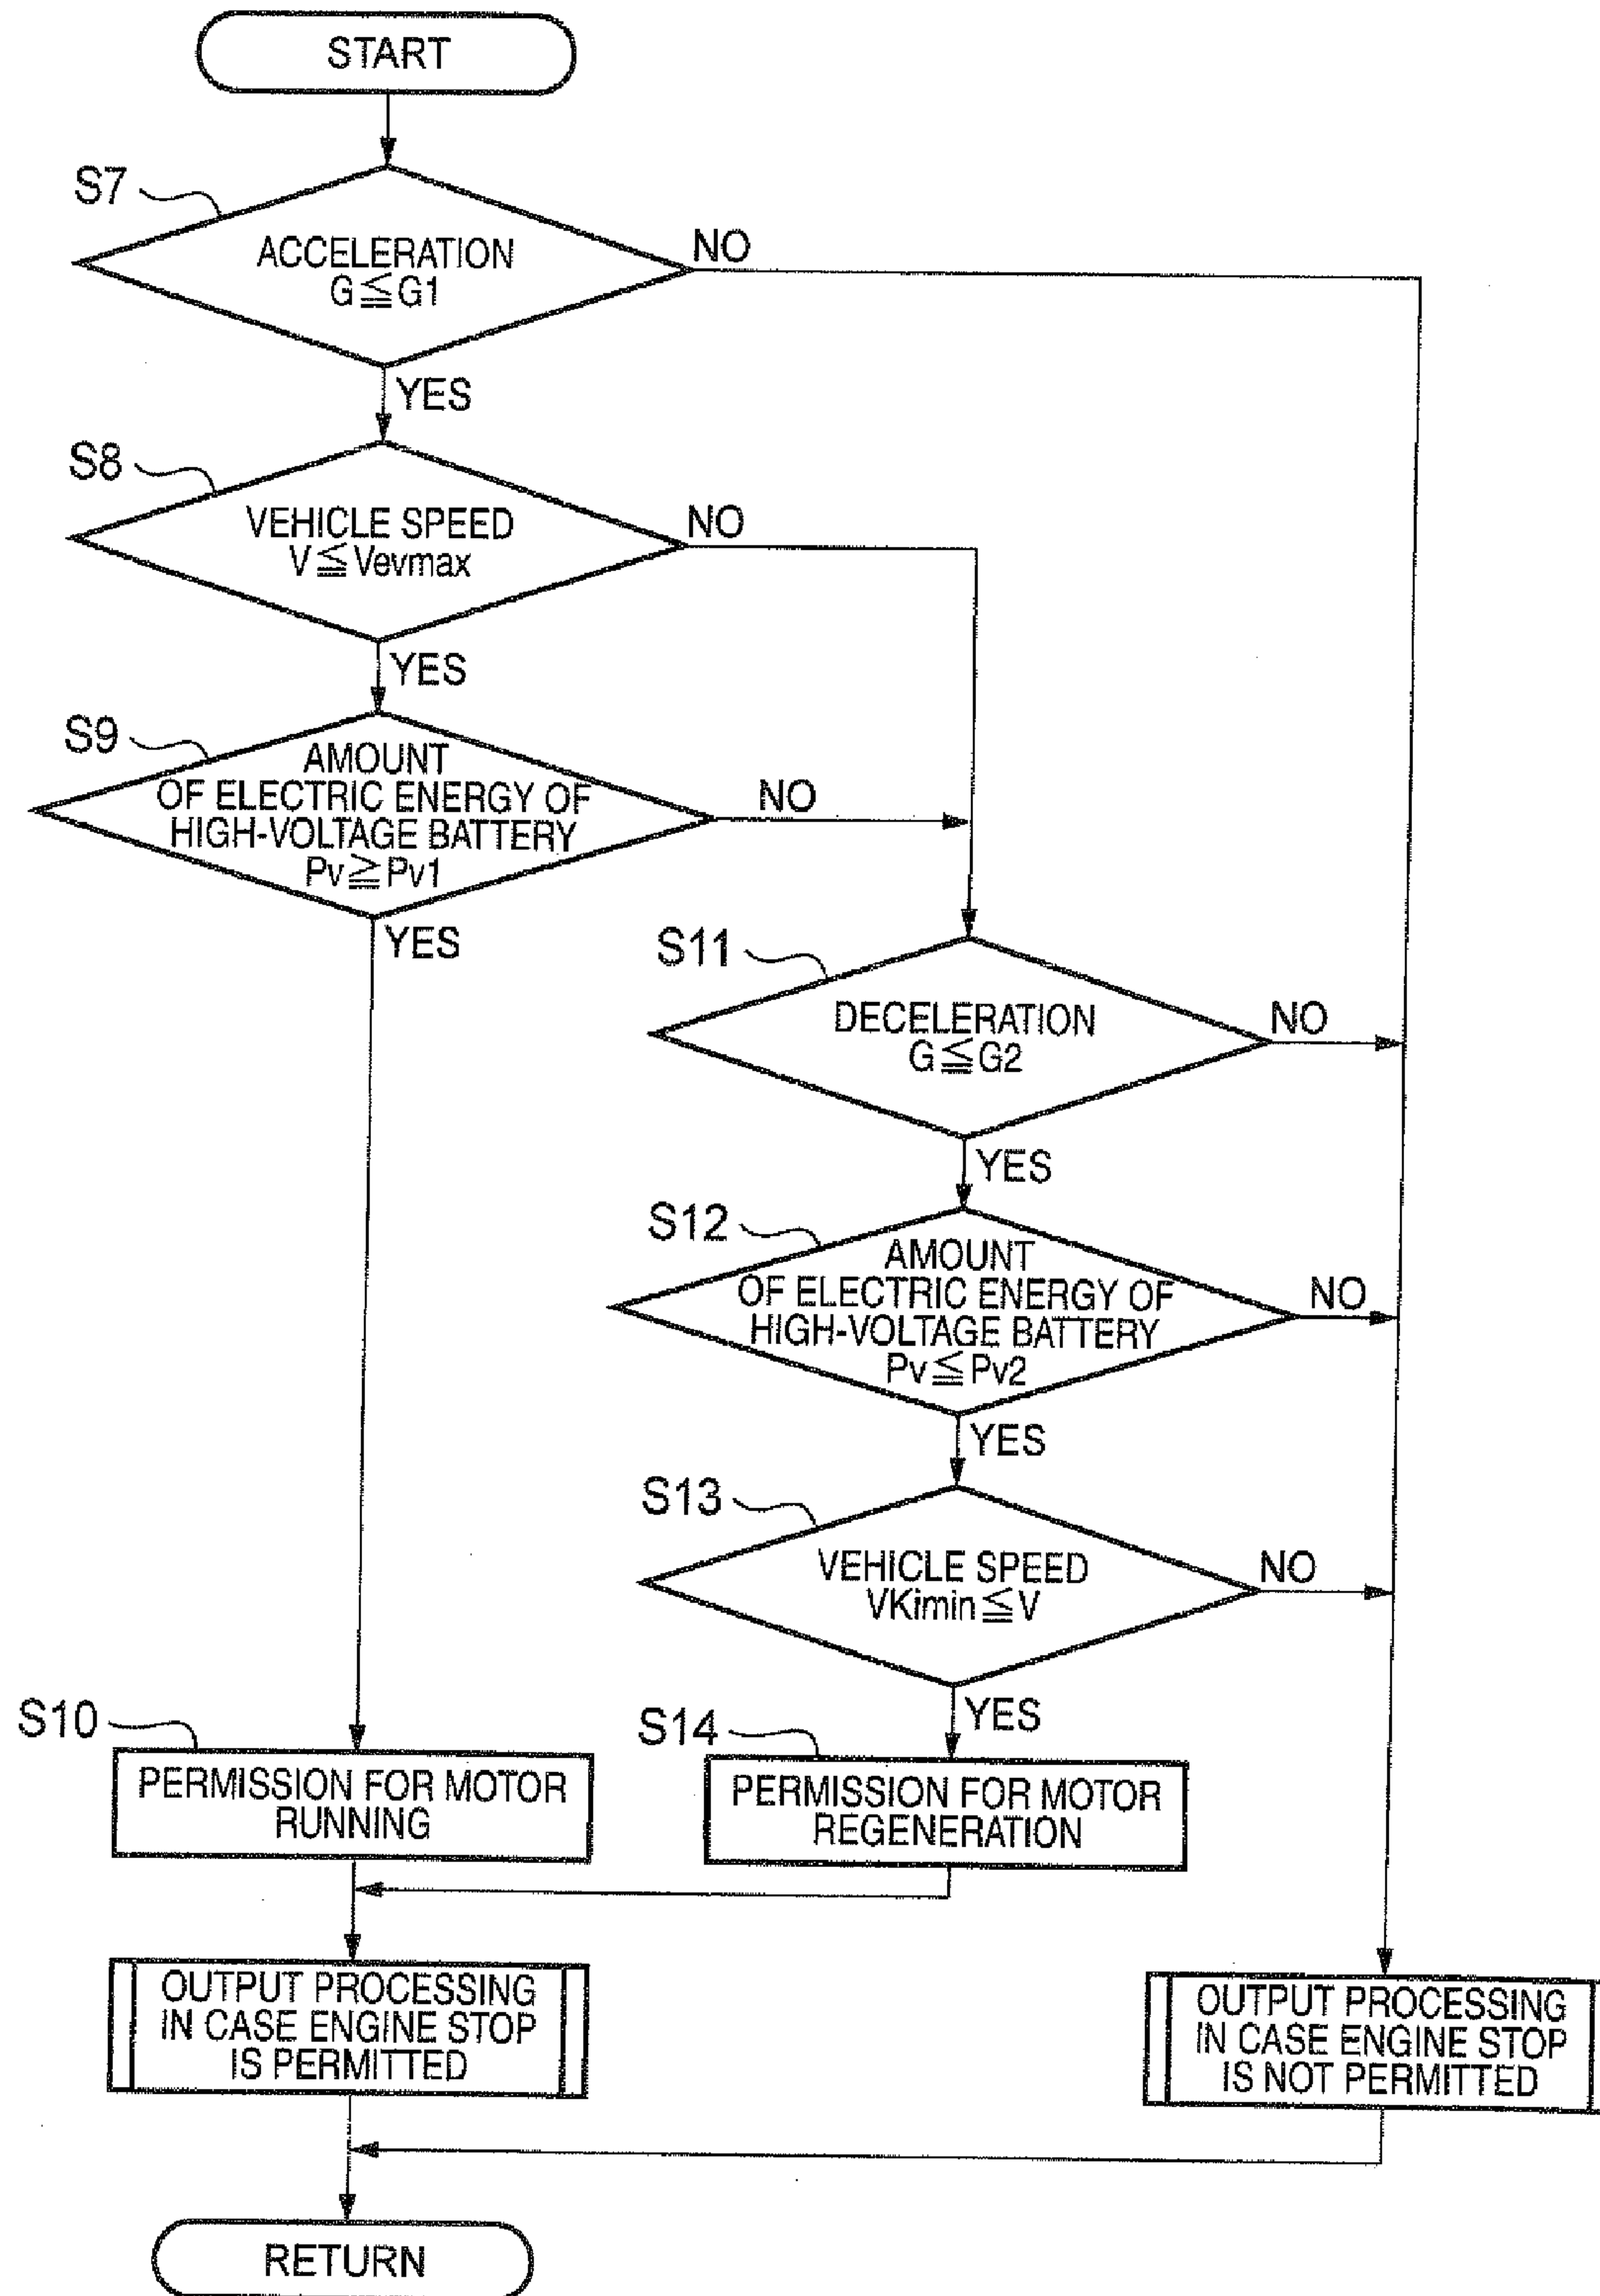 START
S7
ACCELERATION
G≦G1
NO
YES
S8
VEHICLE SPEED
V≦Vevmax
NO
YES
S9
AMOUNT
OF ELECTRIC ENERGY OF
HIGH-VOLTAGE BATTERY
Pv≧Pv1
NO
YES
S11
DECELERATION
G≦G2
NO
YES
S12
AMOUNT
OF ELECTRIC ENERGY OF
HIGH-VOLTAGE BATTERY
Pv≦Pv2
NO
YES
S13
VEHICLE SPEED
VKimin≦V
NO
YES
S10
PERMISSION FOR MOTOR
RUNNING
S14
PERMISSION FOR MOTOR
REGENERATION
OUTPUT PROCESSING
IN CASE ENGINE STOP
IS PERMITTED
OUTPUT PROCESSING
IN CASE ENGINE STOP
IS NOT PERMITTED
RETURN